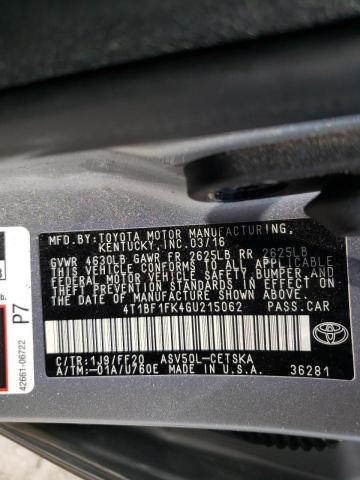 MFD.BY:TOYOTA MOTOR MANUFACTURING,
KENTUCKY,INC.03/16
GVWR 4630LB GAWR FR 2625LB RR 2625LB
THIS VEHICLE CONFORMS TO ALL APPLICABLE
FEDERAL MOTOR VEHICLE SAFETY,BUMPER,AND
THEFT PREVENTION STANDARDS IN EFFECT ON
THE DATE OF MANUFACTURE SHOWN ABOVE.
4T1BF1FK4GU215062 PASS.CAR
C/TR:1J9/FF20 ASV50L-CETSKA
A/TM:-01A/U760E MADE IN U.S.A.
36281
TOYOTA
P7
42661-06722